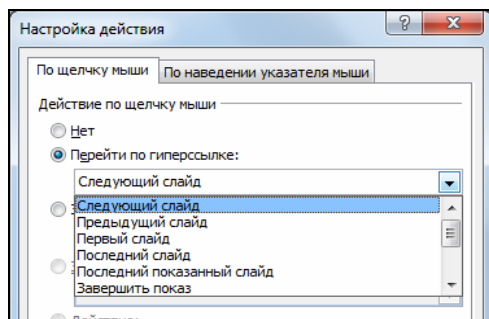 Настройка действия
По щелчку мыши По наведении указателя мыши
Действие по щелчку мыши
Нет
Перейти по гиперссылке:
Следующий слайд
Следующий слайд
Предыдущий слайд
Первый слайд
Последний слайд
Последний показанный слайд
Завершить показ